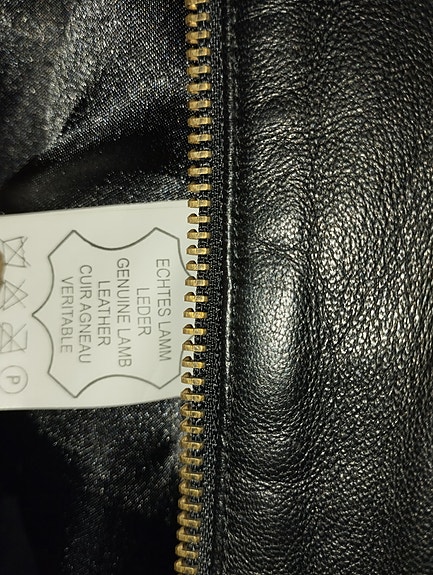 ECHTES LAMM
LEDER
GENUINE LAMB
LEATHER
CUIR AGNEAU
VERITABLE
P